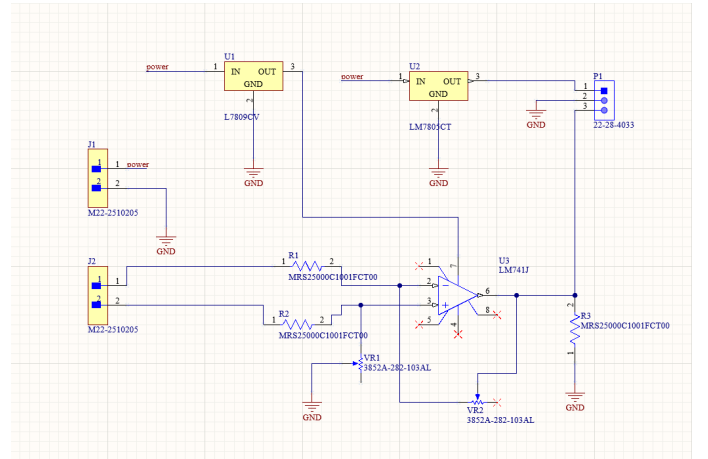 U1
power 1 IN OUT 3
GND
2
L7809CV
GND
U2
power 1 IN OUT 3
GND
2
LM7805CT
GND
P1
1
2
3
GND
22-28-4033
J1
1 1 power
2 2
M22-2510205
GND
J2
1 1
2 2
M22-2510205
R1
1 2
MRS25000C1001FCT00
R2
1 2
MRS25000C1001FCT00
U3
LM741J
1
7
2
3
6
5
4
8
VR1
3852A-282-103AL
GND
VR2
3852A-282-103AL
2
R3
MRS25000C1001FCT00
1
GND